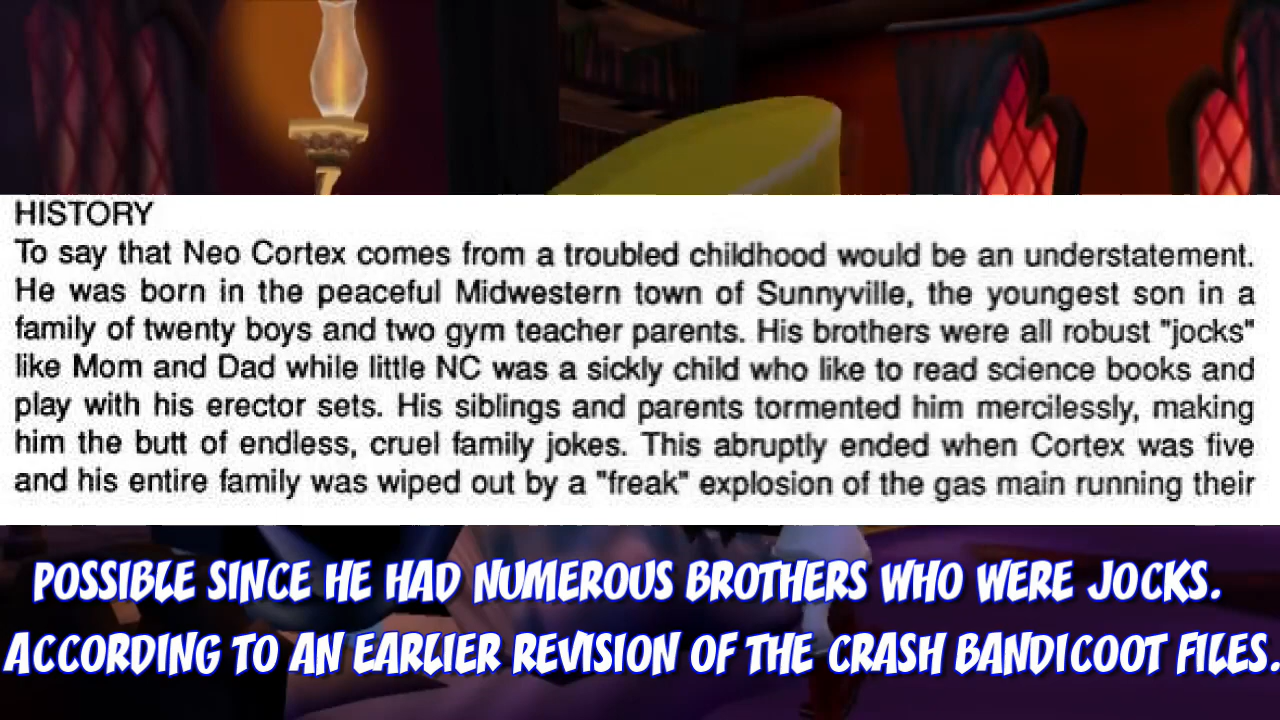 HISTORY
To say that Neo Cortex comes from a troubled childhood would be an understatement.
He was born in the peaceful Midwestern town of Sunnyville, the youngest son in a
family of twenty boys and two gym teacher parents. His brothers were all robust "jocks"
like Mom and Dad while little NC was a sickly child who like to read science books and
play with his erector sets. His siblings and parents tormented him mercilessly, making
him the butt of endless, cruel family jokes. This abruptly ended when Cortex was five
and his entire family was wiped out by a "freak" explosion of the gas main running their
POSSIBLE SINCE HE HAD NUMEROUS BROTHERS WHO WERE JOCKS.
ACCORDING TO AN EARLIER REVISION OF THE CRASH BANDICOOT FILES.